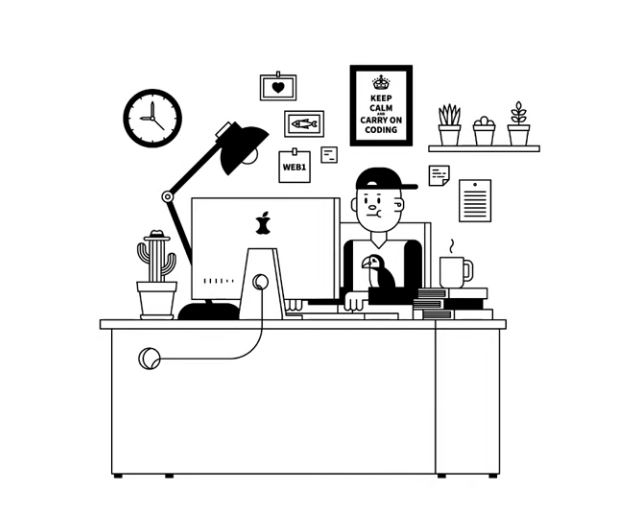 KEEP
CALM
AND
CARRY ON
CODING
WEB1